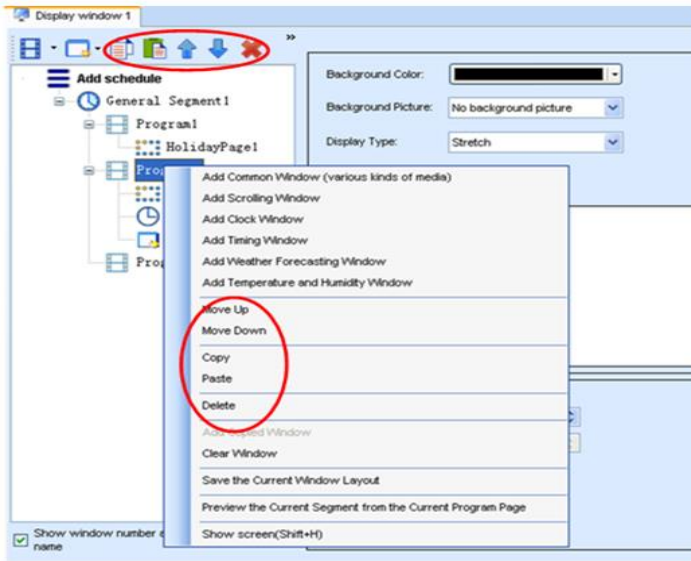 Display window 1
»
Add schedule
General Segment1
Program1
HolidayPage1
Background Color:
Background Picture: No background picture
Display Type: Stretch
Add Common Window (various kinds of media)
Add Scrolling Window
Add Clock Window
Add Timing Window
Add Weather Forecasting Window
Add Temperature and Humidity Window
Move Up
Move Down
Copy
Paste
Delete
Add Copied Window
Clear Window
Save the Current Window Layout
Preview the Current Segment from the Current Program Page
Show screen(Shift+H)
Show window number
name